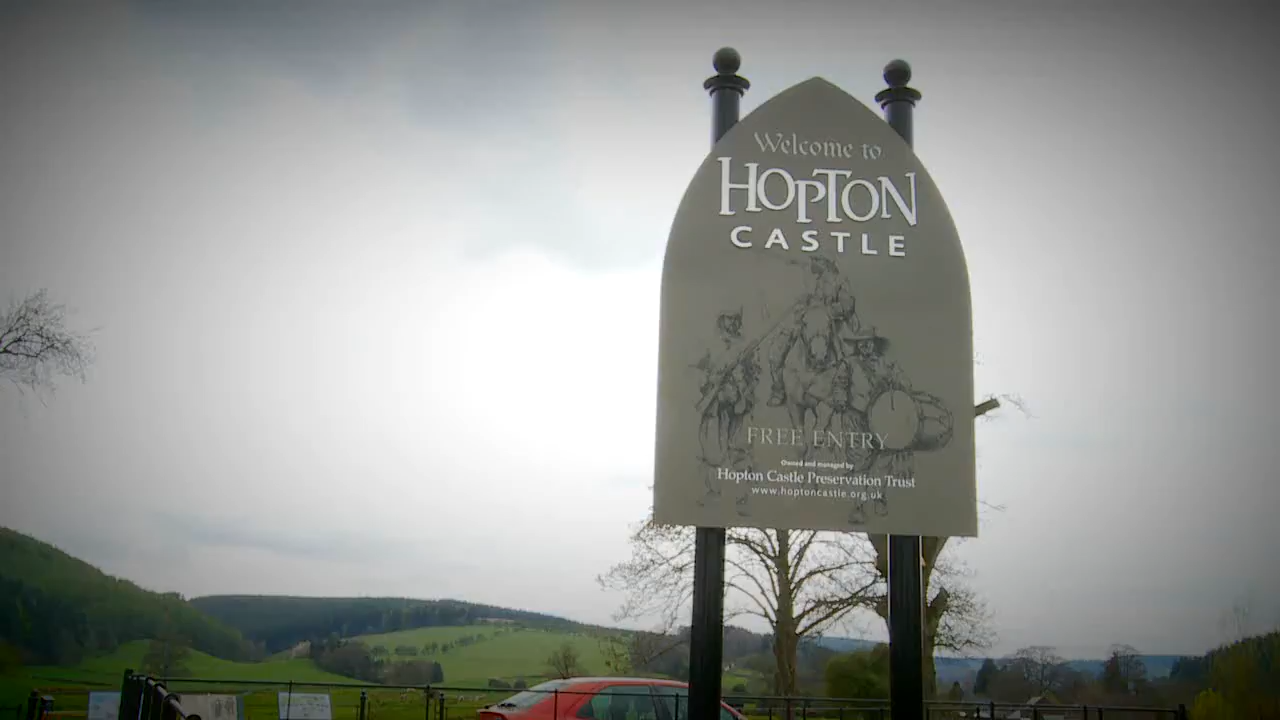 Welcome to
HOPTON
CASTLE
FREE ENTRY
Owned and managed by
Hopton Castle Preservation Trust
www.hoptoncastle.org.uk